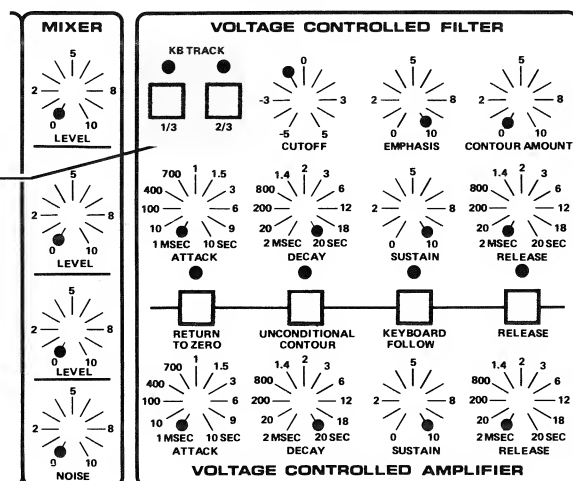 MIXER
5
2 8
0 10
LEVEL
5
2 8
0 10
LEVEL
5
2 8
0 10
LEVEL
5
2 8
0 10
NOISE
VOLTAGE CONTROLLED FILTER
KB TRACK
1/3 2/3
0
-3 3
-5 5
CUTOFF
5
2 8
0 10
EMPHASIS
5
2 8
0 10
CONTOUR AMOUNT
1
700 1.5
400 3
100 6
10 9
1 MSEC 10 SEC
ATTACK
2
1.4 3
800 6
200 12
20 18
2 MSEC 20 SEC
DECAY
5
2 8
0 10
SUSTAIN
2
1.4 3
800 6
200 12
20 18
2 MSEC 20 SEC
RELEASE
RETURN
TO ZERO
UNCONDITIONAL
CONTOUR
KEYBOARD
FOLLOW
RELEASE
1
700 1.5
400 3
100 6
10 9
1 MSEC 10 SEC
ATTACK
2
1.4 3
800 6
200 12
20 18
2 MSEC 20 SEC
DECAY
5
2 8
0 10
SUSTAIN
2
1.4 3
800 6
200 12
20 18
2 MSEC 20 SEC
RELEASE
VOLTAGE CONTROLLED AMPLIFIER